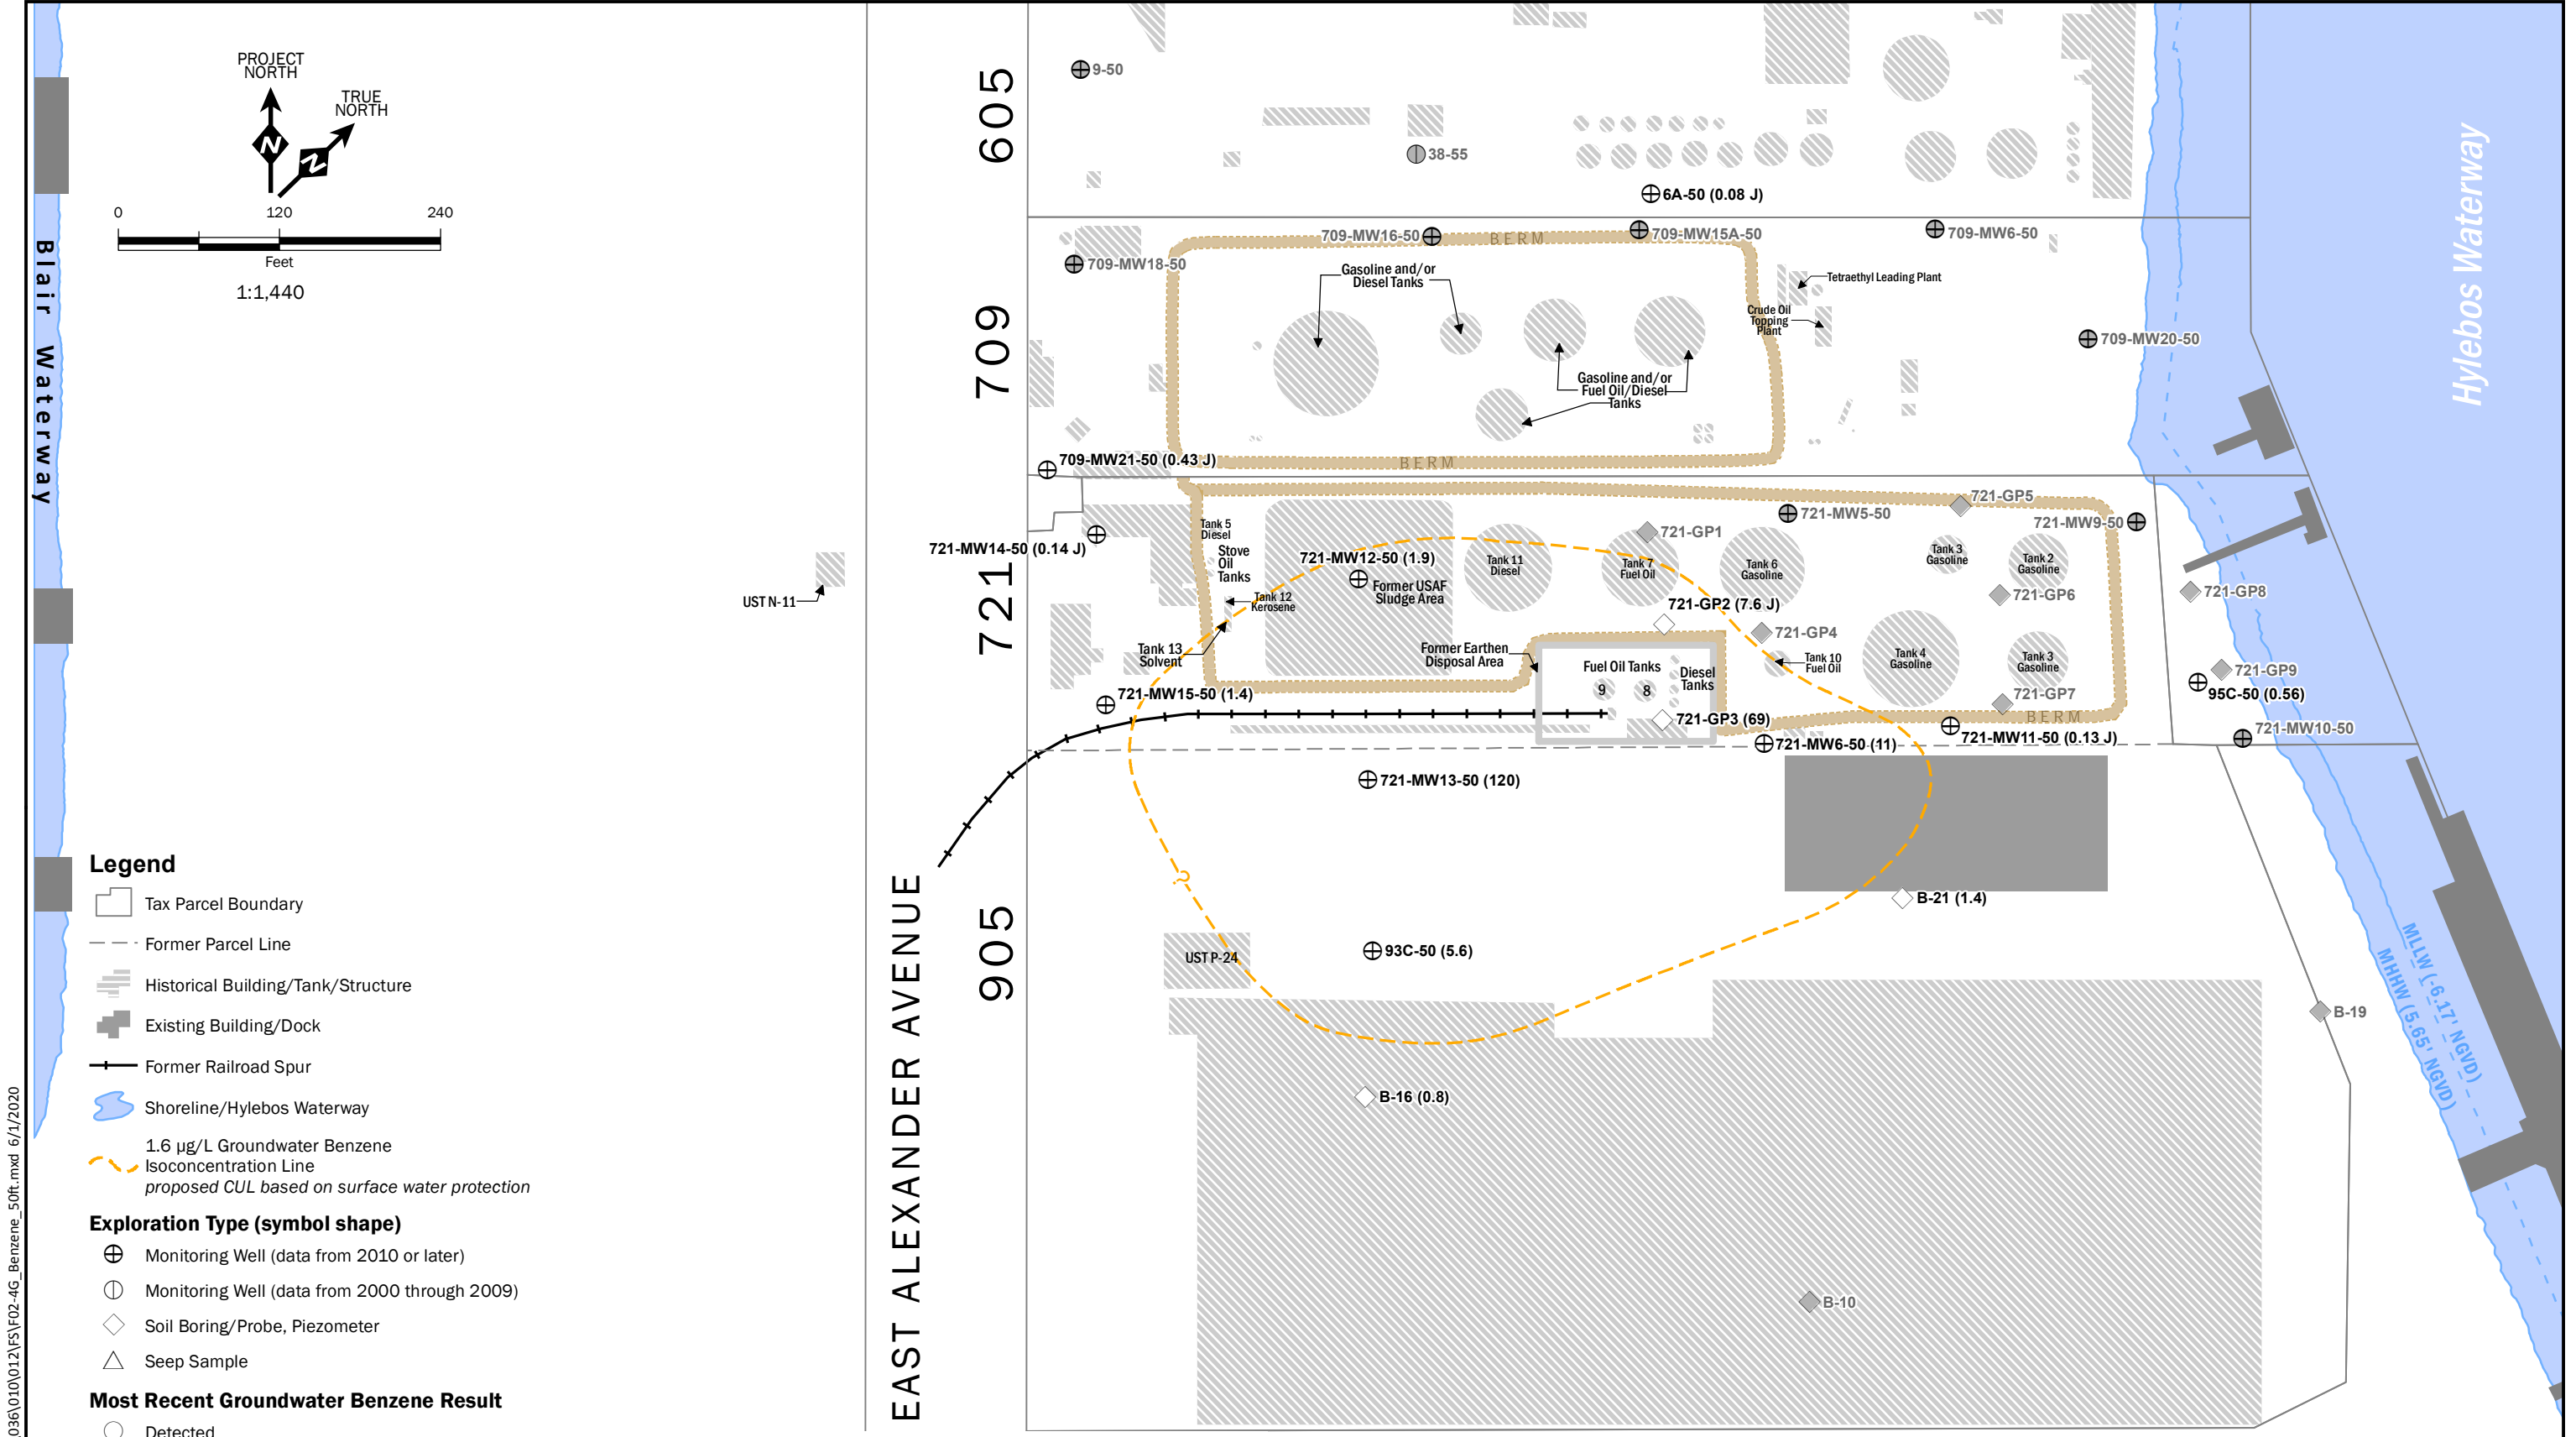 PROJECT
NORTH
TRUE
NORTH
N
N
0
120
240
Feet
1:1,440
Blair Waterway
Hylebos Waterway
EAST ALEXANDER AVENUE
605
709
721
905
9-50
38-55
6A-50 (0.08 J)
709-MW16-50
BERM
709-MW15A-50
709-MW6-50
709-MW18-50
Gasoline and/or
Diesel Tanks
Tetraethyl Leading Plant
Crude Oil
Topping
Plant
709-MW20-50
Gasoline and/or
Fuel Oil/Diesel
Tanks
709-MW21-50 (0.43 J)
BERM
721-GP5
721-MW5-50
721-MW9-50
Tank 5
Diesel
721-GP1
721-MW14-50 (0.14 J)
Stove
Oil
Tanks
721-MW12-50 (1.9)
Former USAF
Sludge Area
Tank 11
Diesel
Tank 7
Fuel Oil
Tank 6
Gasoline
Tank 3
Gasoline
Tank 2
Gasoline
UST N-11
Tank 12
Kerosene
721-GP2 (7.6 J)
721-GP6
721-GP8
721-GP4
Tank 13
Solvent
Former Earthen
Disposal Area
Fuel Oil Tanks
9
8
Diesel
Tanks
Tank 10
Fuel Oil
Tank 4
Gasoline
Tank 3
Gasoline
721-GP9
95C-50 (0.56)
721-MW15-50 (1.4)
721-GP7
721-GP3 (69)
BERM
721-MW10-50
721-MW6-50 (11)
721-MW11-50 (0.13 J)
721-MW13-50 (120)
?
B-21 (1.4)
93C-50 (5.6)
UST P-24
B-19
B-16 (0.8)
B-10
MLLW (-6.17' NGVD)
MHHW (5.65' NGVD)
Legend
Tax Parcel Boundary
Former Parcel Line
Historical Building/Tank/Structure
Existing Building/Dock
Former Railroad Spur
Shoreline/Hylebos Waterway
1.6 µg/L Groundwater Benzene
Isoconcentration Line
proposed CUL based on surface water protection
Exploration Type (symbol shape)
Monitoring Well (data from 2010 or later)
Monitoring Well (data from 2000 through 2009)
Soil Boring/Probe, Piezometer
Seep Sample
Most Recent Groundwater Benzene Result
Detected
036\010\012\FS\F02-4G_Benzene_50ft.mxd 6/1/2020